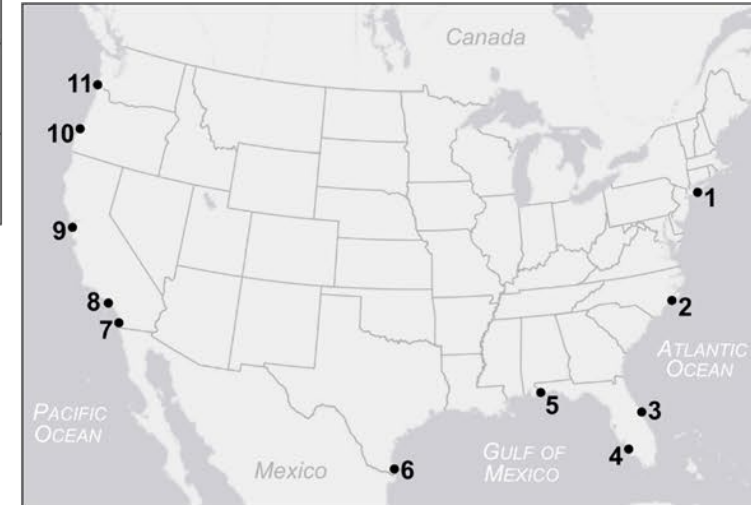 Canada
11
10
1
9
2
8
7
ATLANTIC
OCEAN
3
5
PACIFIC
OCEAN
4
GULF OF
MEXICO
6
Mexico